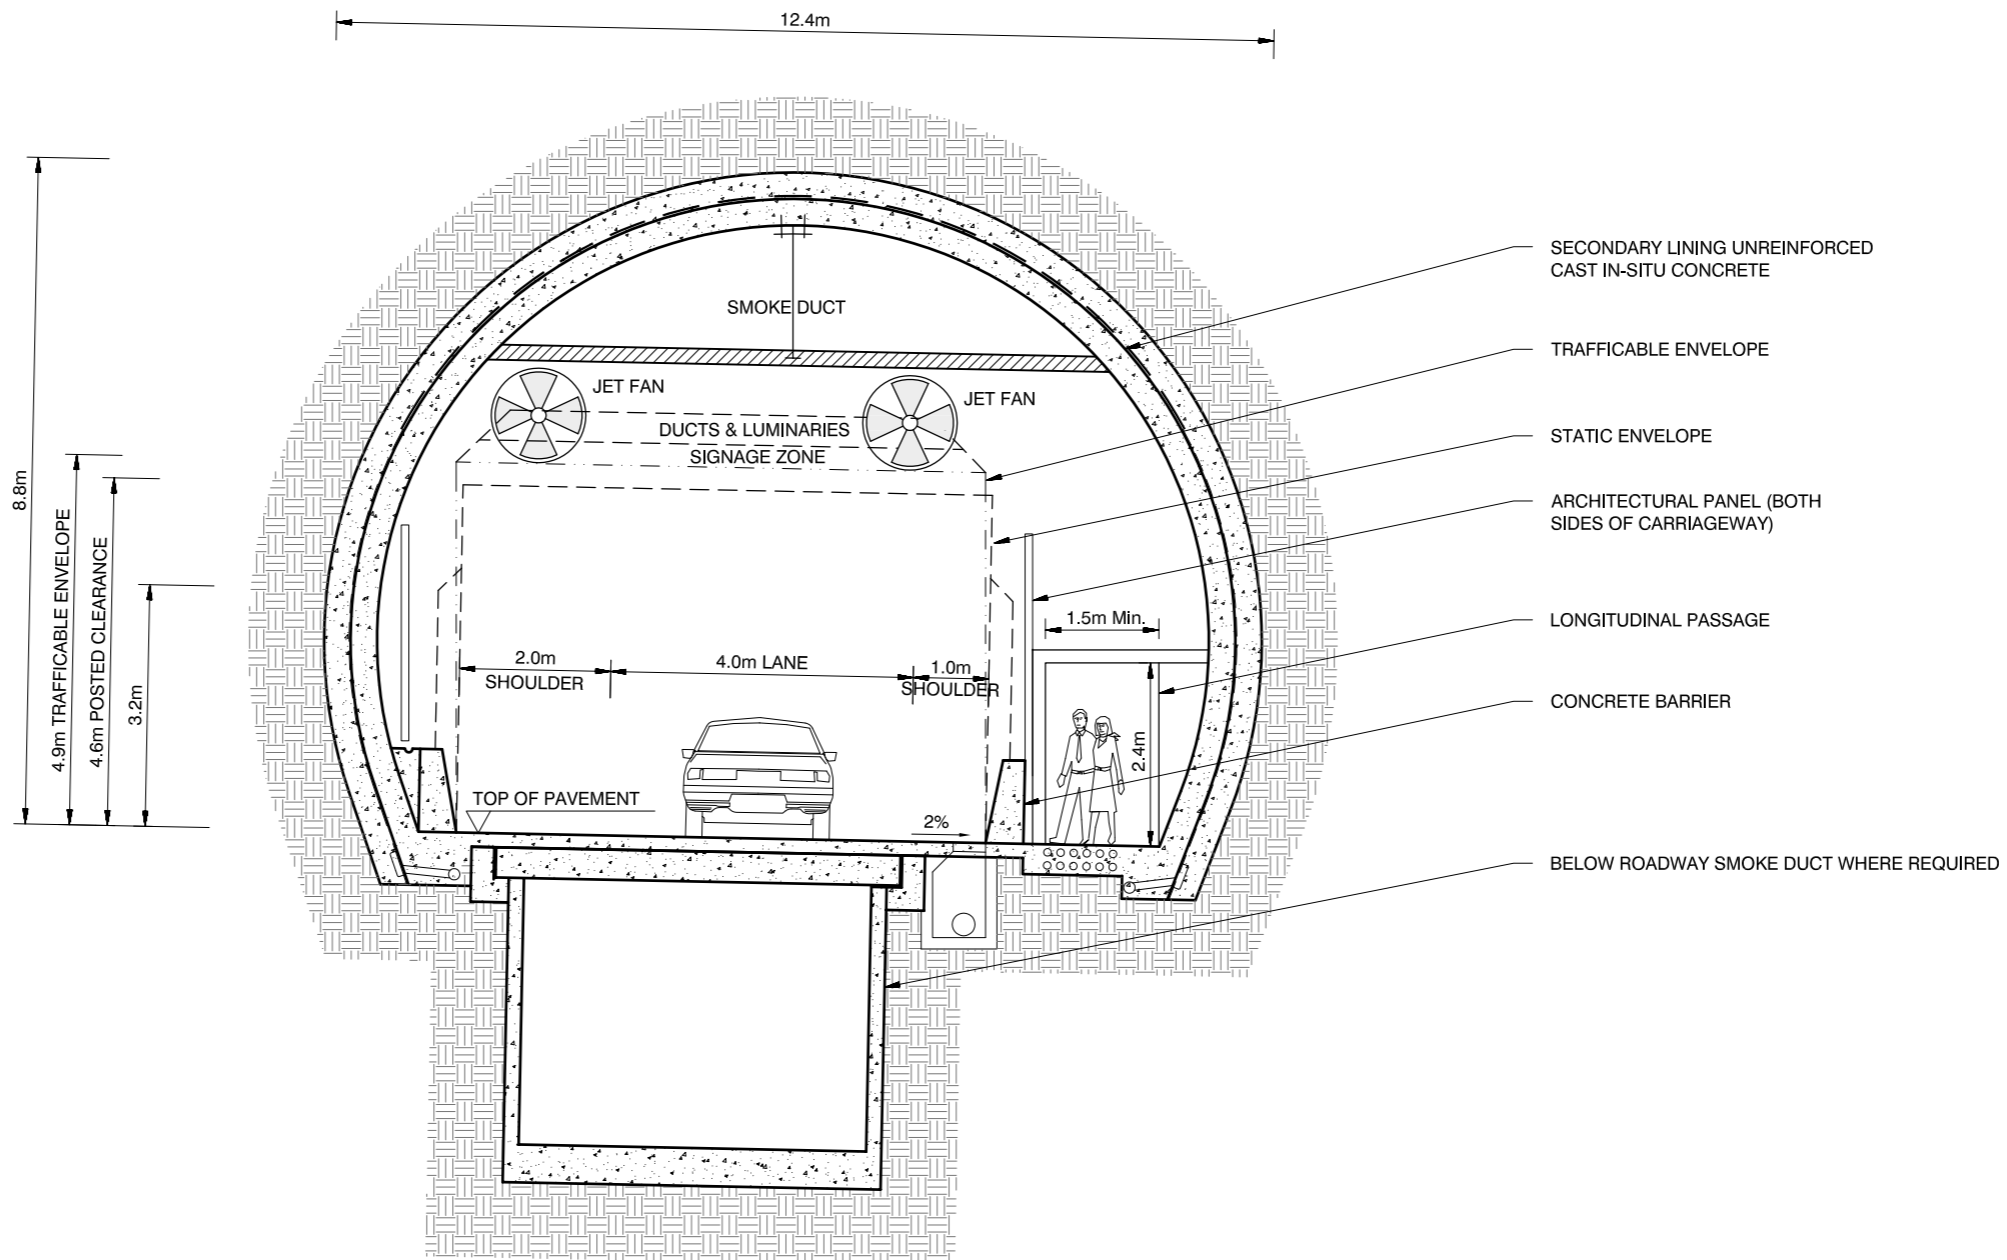 12.4m
8.8m
4.9m TRAFFICABLE ENVELOPE
4.6m POSTED CLEARANCE
3.2m
SMOKE DUCT
JET FAN
JET FAN
DUCTS & LUMINARIES
SIGNAGE ZONE
2.0m
SHOULDER
4.0m LANE
1.0m
SHOULDER
1.5m Min.
2.4m
TOP OF PAVEMENT
2%
SECONDARY LINING UNREINFORCED
CAST IN-SITU CONCRETE
TRAFFICABLE ENVELOPE
STATIC ENVELOPE
ARCHITECTURAL PANEL (BOTH
SIDES OF CARRIAGEWAY)
LONGITUDINAL PASSAGE
CONCRETE BARRIER
BELOW ROADWAY SMOKE DUCT WHERE REQUIRED